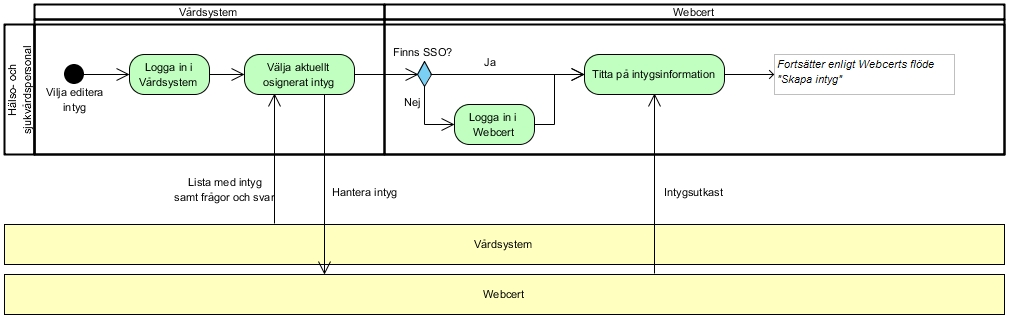 Vårdsystem
Webcert
Hälso- och
sjukvårdspersonal
Vilja editera
intyg
Logga in i
Vårdsystem
Välja aktuellt
osignerat intyg
Finns SSO?
Ja
Nej
Logga in i
Webcert
Titta på intygsinformation
Fortsätter enligt Webcerts flöde
"Skapa intyg"
Lista med intyg
samt frågor och svar
Hantera intyg
Intygsutkast
Vårdsystem
Webcert